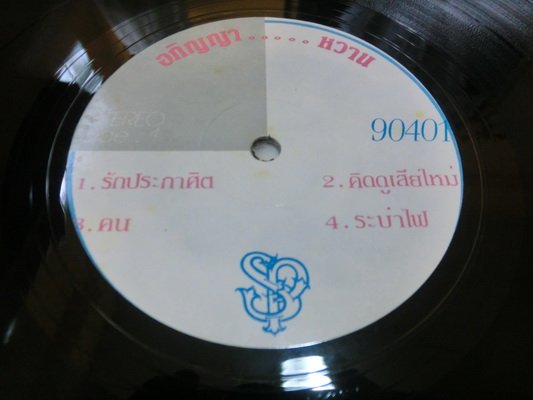 อภิญญา ..... หวาน
STEREO
90401
1. รักประกาศิต
2. คิดดูเสียใหม่
3. คน
4. ระบำไฟ